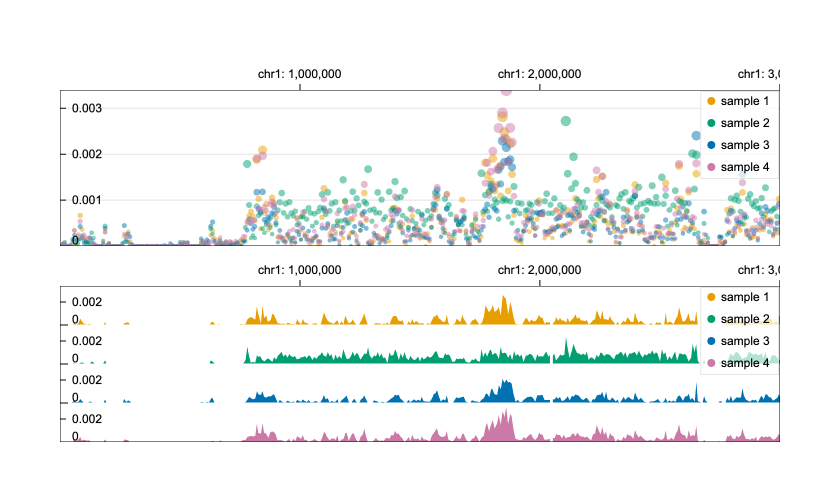 chr1: 1,000,000 chr1: 2,000,000 chr1: 3,0
0.003 sample 1
sample 2
0.002 sample 3
sample 4
0.001
0
chr1: 1,000,000 chr1: 2,000,000 chr1: 3,0
0.002 sample 1
0 sample 2
0.002 sample 3
0 sample 4
0.002
0
0.002
0